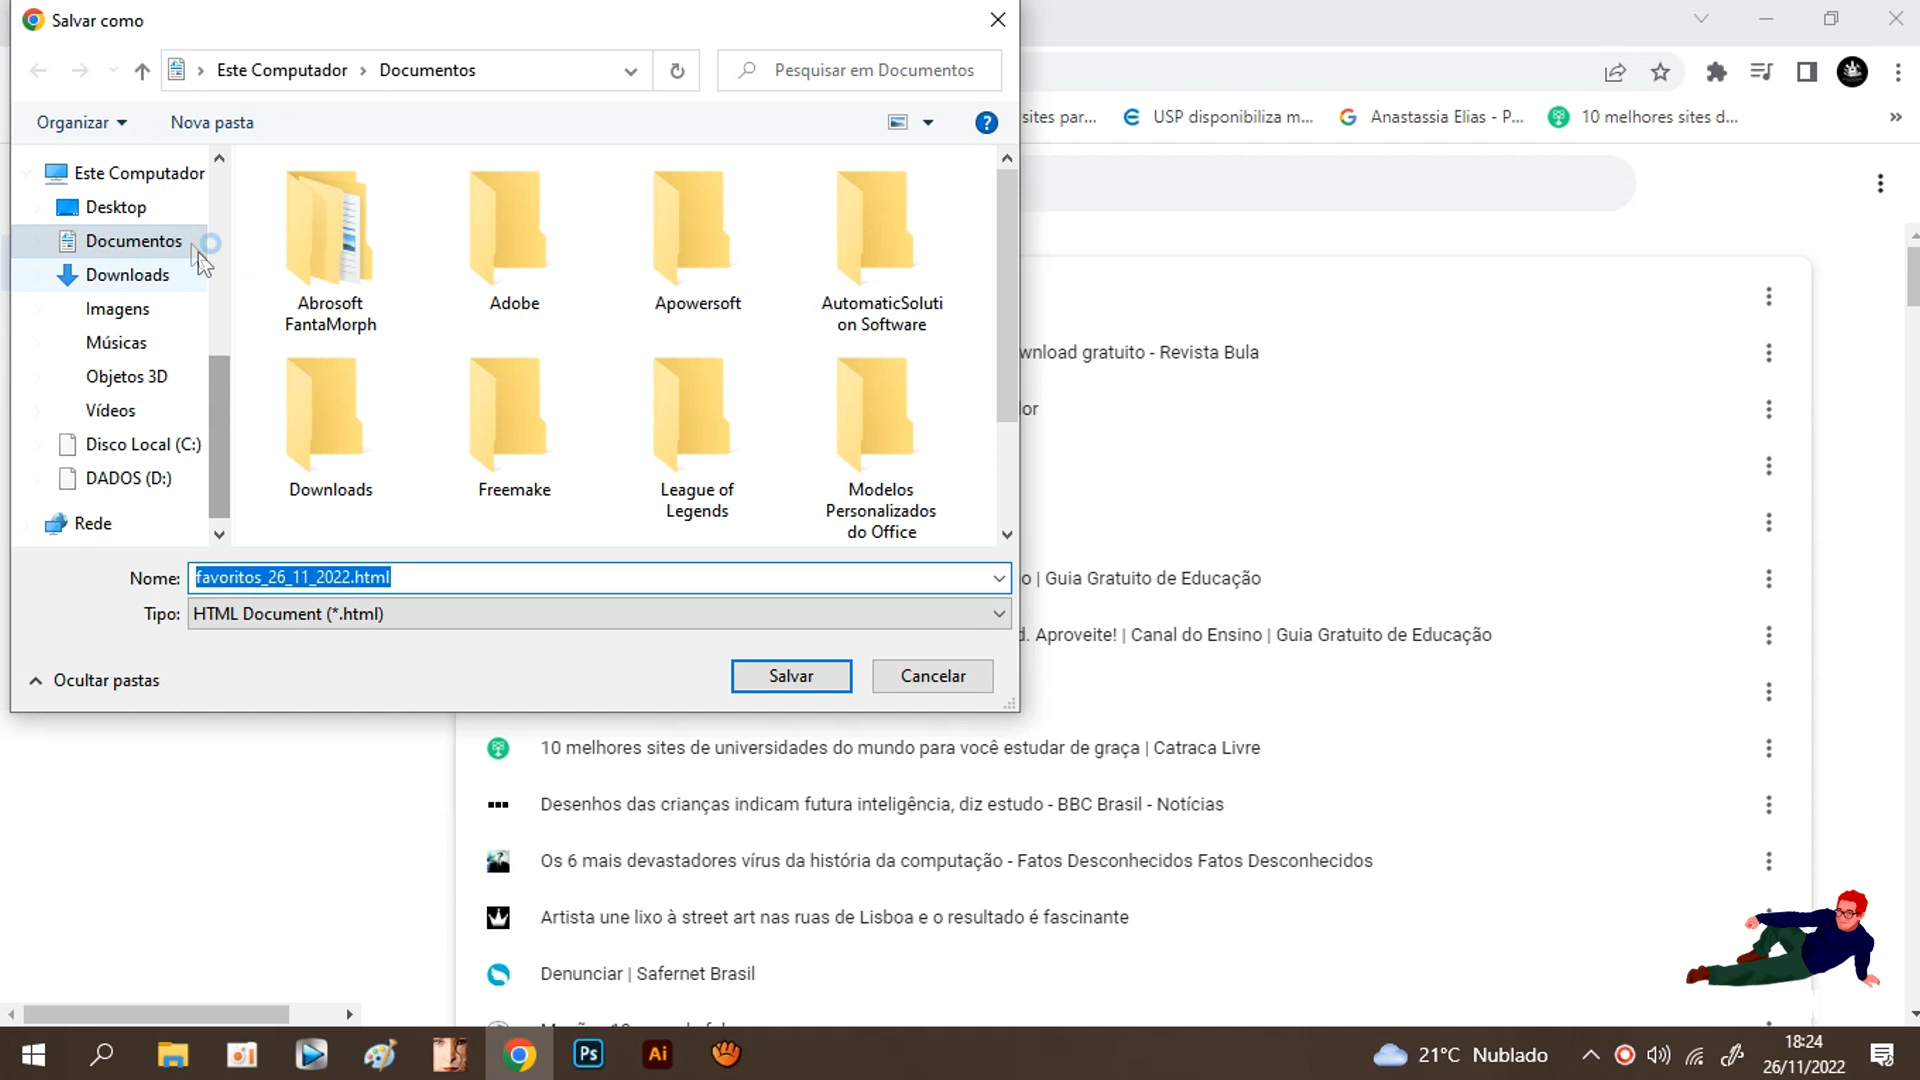 Salvar como
Este Computador
Documentos
Pesquisar em Documentos
Organizar
Nova pasta
sites par...
USP disponibiliza m...
Anastassia Elias - P...
10 melhores sites d...
Este Computador
Desktop
Documentos
Downloads
Imagens
Músicas
Objetos 3D
Vídeos
Disco Local (C:)
DADOS (D:)
Rede
Abrosoft
FantaMorph
Adobe
Apowersoft
AutomaticSoluti
on Software
Downloads
Freemake
League of
Legends
Modelos
Personalizados
do Office
Nome:
favoritos_26_11_2022.html
Tipo:
HTML Document (*.html)
Ocultar pastas
Salvar
Cancelar
wnload gratuito - Revista Bula
or
o | Guia Gratuito de Educação
d. Aproveite! | Canal do Ensino | Guia Gratuito de Educação
10 melhores sites de universidades do mundo para você estudar de graça | Catraca Livre
Desenhos das crianças indicam futura inteligência, diz estudo - BBC Brasil - Notícias
Os 6 mais devastadores vírus da história da computação - Fatos Desconhecidos Fatos Desconhecidos
Artista une lixo à street art nas ruas de Lisboa e o resultado é fascinante
Denunciar | Safernet Brasil
Ps
Ai
21°C Nublado
18:24
26/11/2022